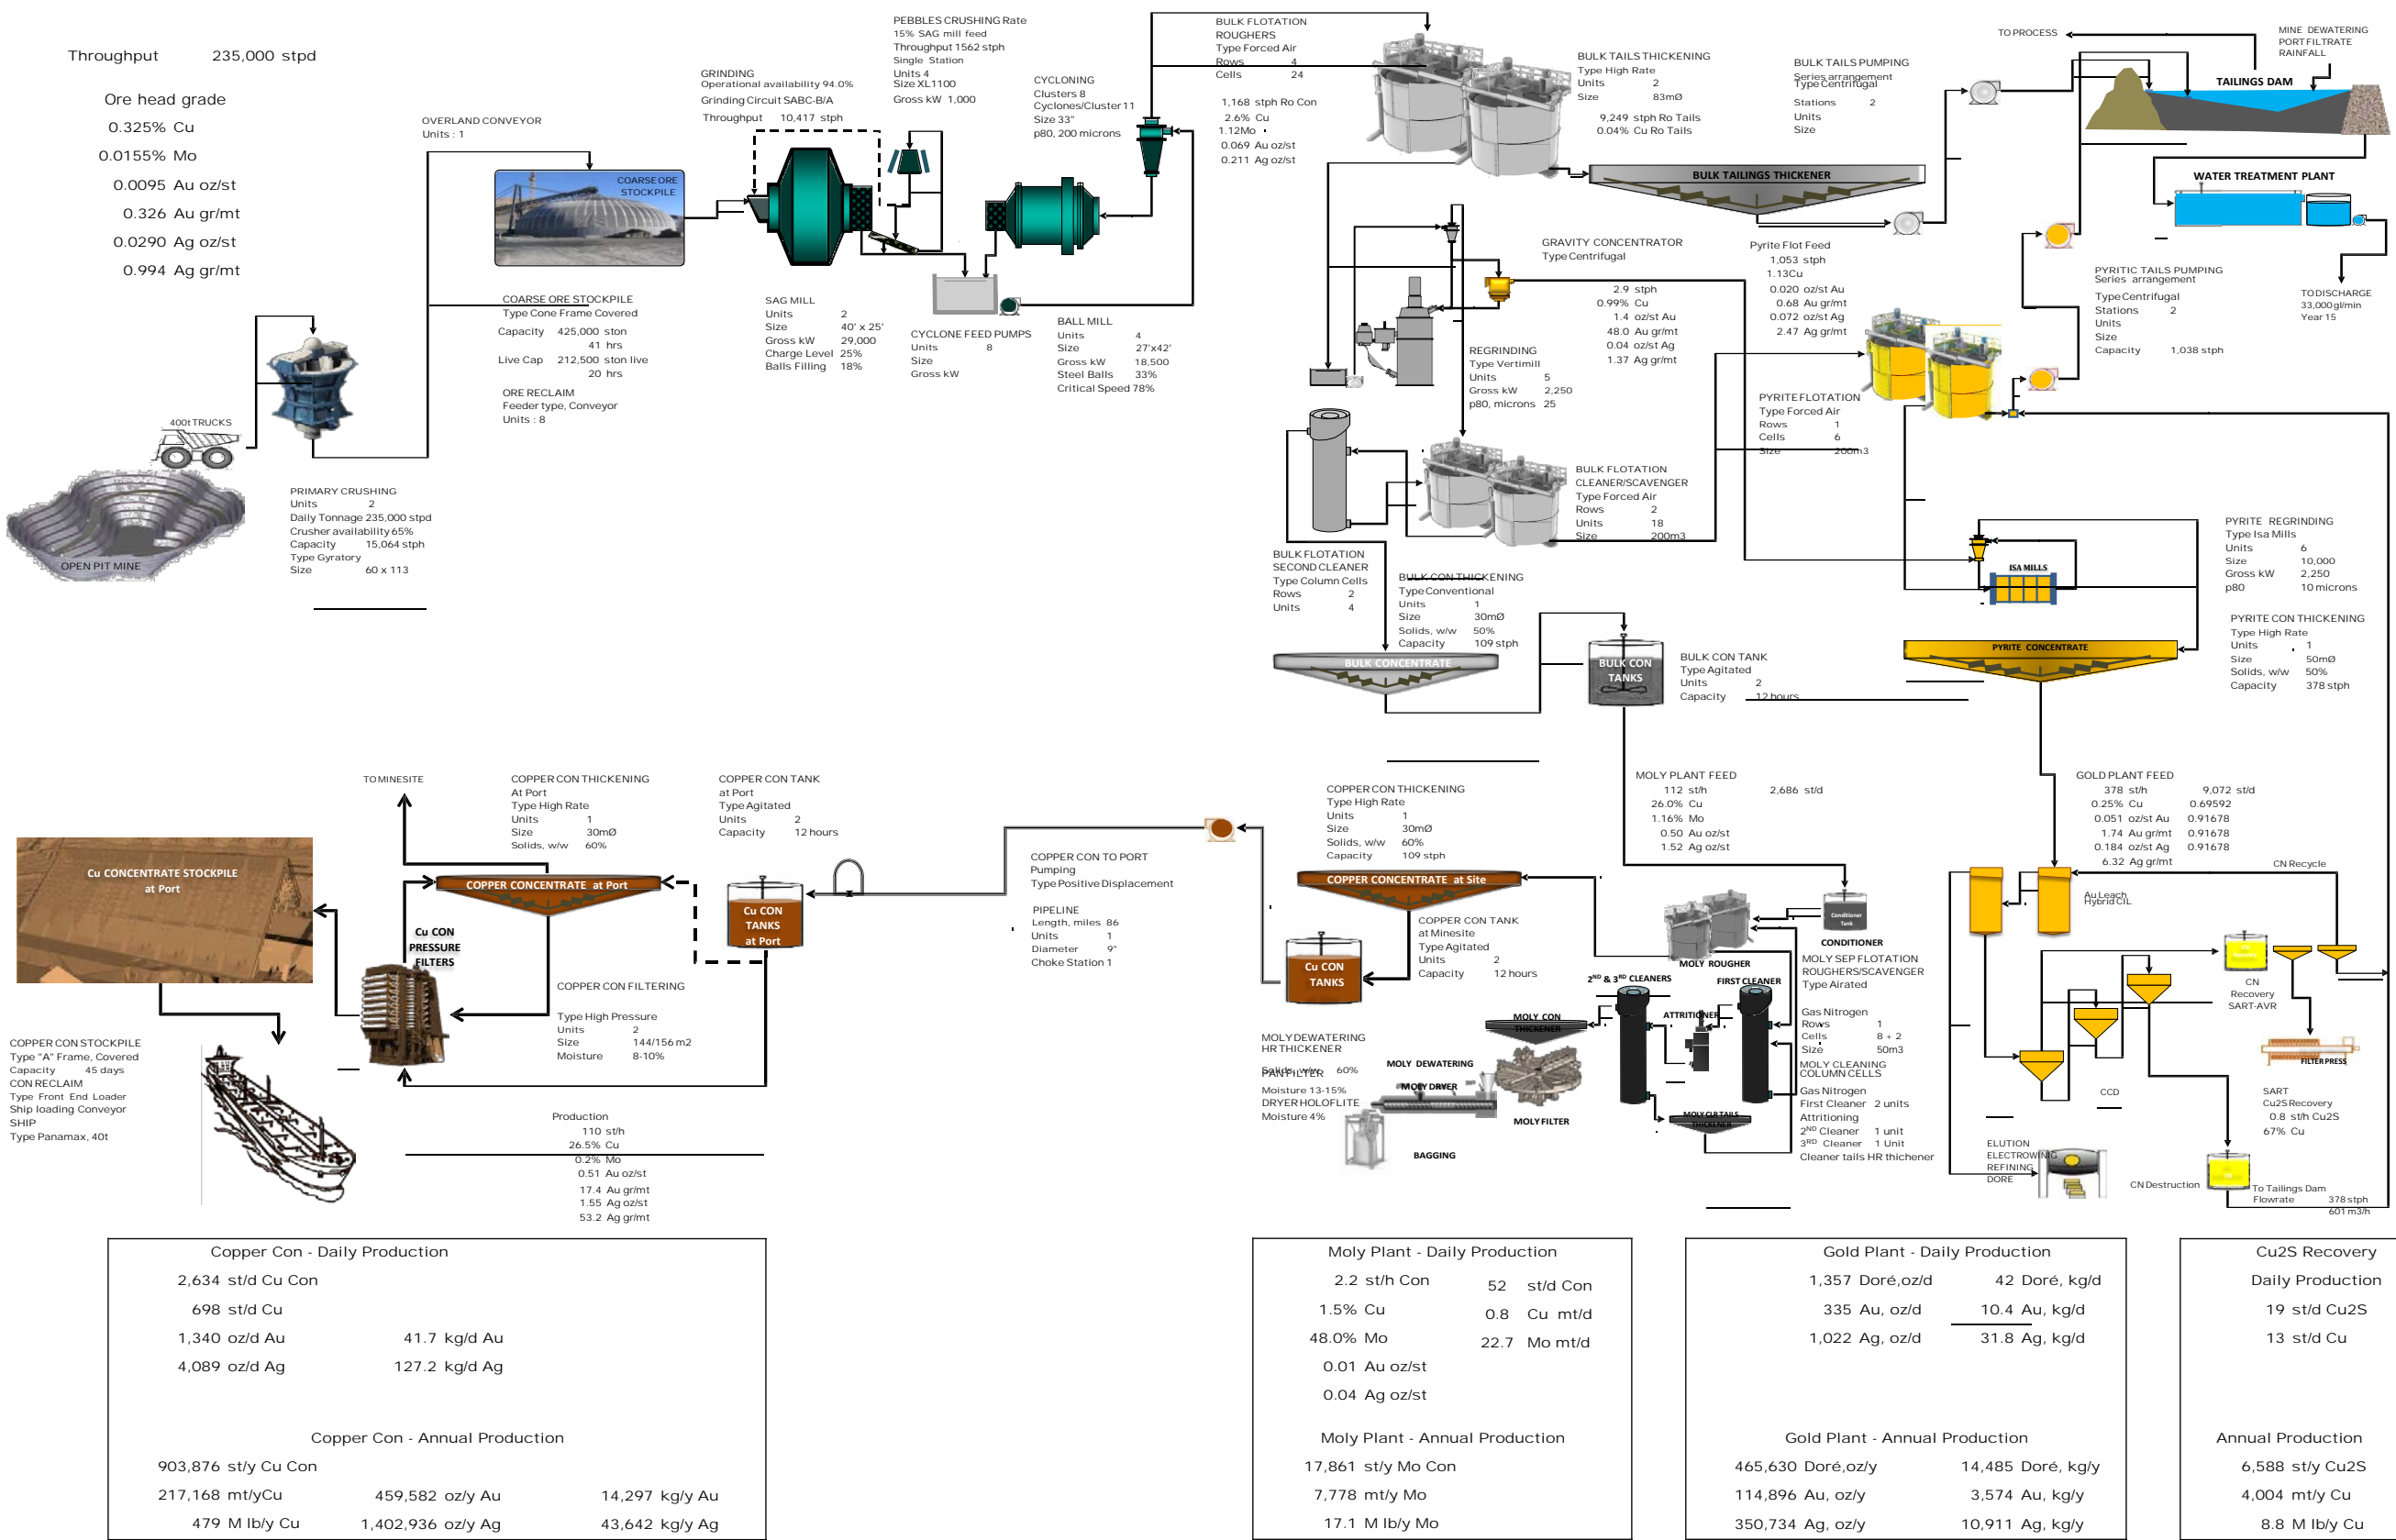 Throughput 235,000 stpd
Ore head grade
0.325% Cu
0.0155% Mo
0.0095 Au oz/st
0.326 Au gr/mt
0.0290 Ag oz/st
0.994 Ag gr/mt
400t TRUCKS
OPEN PIT MINE
PRIMARY CRUSHING
Units 2
Daily Tonnage 235,000 stpd
Crusher availability 65%
Capacity 15,064 stph
Type Gyratory
Size 60 x 113
OVERLAND CONVEYOR
Units : 1
COARSE ORE
STOCKPILE
COARSE ORE STOCKPILE
Type Cone Frame Covered
Capacity 425,000 ston
41 hrs
Live Cap 212,500 ston live
20 hrs
ORE RECLAIM
Feeder type, Conveyor
Units : 8
GRINDING
Operational availability 94.0%
Grinding Circuit SABC-B/A
Throughput 10,417 stph
SAG MILL
Units 2
Size 40' x 25'
Gross kW 29,000
Charge Level 25%
Balls Filling 18%
PEBBLES CRUSHING Rate
15% SAG mill feed
Throughput 1562 stph
Single Station
Units 4
Size XL1100
Gross kW 1,000
CYCLONE FEED PUMPS
Units 8
Size
Gross kW
CYCLONING
Clusters 8
Cyclones/Cluster 11
Size 33"
p80, 200 microns
BALL MILL
Units 4
Size 27'x42'
Gross kW 18,500
Steel Balls 33%
Critical Speed 78%
BULK FLOTATION
ROUGHERS
Type Forced Air
Rows 4
Cells 24
1,168 stph Ro Con
2.6% Cu
1.12Mo
0.069 Au oz/st
0.211 Ag oz/st
BULK TAILS THICKENING
Type High Rate
Units 2
Size 83mØ
9,249 stph Ro Tails
0.04% Cu Ro Tails
BULK TAILINGS THICKENER
BULK TAILS PUMPING
Series arrangement
Type Centrifugal
Stations 2
Units
Size
TO PROCESS
MINE DEWATERING
PORT FILTRATE
RAINFALL
TAILINGS DAM
WATER TREATMENT PLANT
TO DISCHARGE
33,000 gl/min
Year 15
PYRITIC TAILS PUMPING
Series arrangement
Type Centrifugal
Stations 2
Units
Size
Capacity 1,038 stph
GRAVITY CONCENTRATOR
Type Centrifugal
2.9 stph
0.99% Cu
1.4 oz/st Au
48.0 Au gr/mt
0.04 oz/st Ag
1.37 Ag gr/mt
Pyrite Flot Feed
1,053 stph
1.13Cu
0.020 oz/st Au
0.68 Au gr/mt
0.072 oz/st Ag
2.47 Ag gr/mt
REGRINDING
Type Vertimill
Units 5
Gross kW 2,250
p80, microns 25
PYRITE FLOTATION
Type Forced Air
Rows 1
Cells 6
Size 200m3
BULK FLOTATION
CLEANER/SCAVENGER
Type Forced Air
Rows 2
Units 18
Size 200m3
BULK FLOTATION
SECOND CLEANER
Type Column Cells
Rows 2
Units 4
BULK CON THICKENING
Type Conventional
Units 1
Size 30mØ
Solids, w/w 50%
Capacity 109 stph
BULK CONCENTRATE
BULK CON
TANKS
BULK CON TANK
Type Agitated
Units 2
Capacity 12 hours
ISA MILLS
PYRITE REGRINDING
Type Isa Mills
Units 6
Size 10,000
Gross kW 2,250
p80 10 microns
PYRITE CON THICKENING
Type High Rate
Units 1
Size 50mØ
Solids, w/w 50%
Capacity 378 stph
PYRITE CONCENTRATE
TO MINESITE
COPPER CON THICKENING
At Port
Type High Rate
Units 1
Size 30mØ
Solids, w/w 60%
COPPER CON TANK
at Port
Type Agitated
Units 2
Capacity 12 hours
Cu CONCENTRATE STOCKPILE
at Port
COPPER CONCENTRATE at Port
Cu CON
PRESSURE
FILTERS
Cu CON
TANKS
at Port
COPPER CON FILTERING
Type High Pressure
Units 2
Size 144/156 m2
Moisture 8-10%
COPPER CON STOCKPILE
Type "A" Frame, Covered
Capacity 45 days
CON RECLAIM
Type Front End Loader
Ship loading Conveyor
SHIP
Type Panamax, 40t
Production
110 st/h
26.5% Cu
0.2% Mo
0.51 Au oz/st
17.4 Au gr/mt
1.55 Ag oz/st
53.2 Ag gr/mt
COPPER CON TO PORT
Pumping
Type Positive Displacement
PIPELINE
Length, miles 86
Units 1
Diameter 9"
Choke Station 1
COPPER CON THICKENING
Type High Rate
Units 1
Size 30mØ
Solids, w/w 60%
Capacity 109 stph
COPPER CONCENTRATE at Site
Cu CON
TANKS
COPPER CON TANK
at Minesite
Type Agitated
Units 2
Capacity 12 hours
MOLY PLANT FEED
112 st/h 2,686 st/d
26.0% Cu
1.16% Mo
0.50 Au oz/st
1.52 Ag oz/st
Conditioner
Tank
CONDITIONER
MOLY ROUGHER
2ND & 3RD CLEANERS
FIRST CLEANER
ATTRITIONER
MOLY CON
THICKENER
MOLY DEWATERING
HR THICKENER
Solids, w/w 60%
PAN FILTER
Moisture 13-15%
DRYER HOLOFLITE
Moisture 4%
MOLY DEWATERING
MOLY DRYER
MOLY FILTER
BAGGING
MOLY CLR TAILS
THICKENER
MOLY SEP FLOTATION
ROUGHERS/SCAVENGER
Type Airated
Gas Nitrogen
Rows 1
Cells 8 + 2
Size 50m3
MOLY CLEANING
COLUMN CELLS
Gas Nitrogen
First Cleaner 2 units
Attritioning
2ND Cleaner 1 unit
3RD Cleaner 1 Unit
Cleaner tails HR thichener
GOLD PLANT FEED
378 st/h 9,072 st/d
0.25% Cu 0.69592
0.051 oz/st Au 0.91678
1.74 Au gr/mt 0.91678
0.184 oz/st Ag 0.91678
6.32 Ag gr/mt
CN Recycle
Au Leach
Hybrid CIL
CN
Recovery
SART-AVR
FILTER PRESS
CCD
SART
Cu2S Recovery
0.8 st/h Cu2S
67% Cu
ELUTION
ELECTROWINIG
REFINING
DORE
CN Destruction
To Tailings Dam
Flowrate 378 stph
601 m3/h
Copper Con - Daily Production
2,634 st/d Cu Con
698 st/d Cu
1,340 oz/d Au 41.7 kg/d Au
4,089 oz/d Ag 127.2 kg/d Ag
Copper Con - Annual Production
903,876 st/y Cu Con
217,168 mt/yCu 459,582 oz/y Au 14,297 kg/y Au
479 M lb/y Cu 1,402,936 oz/y Ag 43,642 kg/y Ag
Moly Plant - Daily Production
2.2 st/h Con 52 st/d Con
1.5% Cu 0.8 Cu mt/d
48.0% Mo 22.7 Mo mt/d
0.01 Au oz/st
0.04 Ag oz/st
Moly Plant - Annual Production
17,861 st/y Mo Con
7,778 mt/y Mo
17.1 M lb/y Mo
Gold Plant - Daily Production
1,357 Doré,oz/d 42 Doré, kg/d
335 Au, oz/d 10.4 Au, kg/d
1,022 Ag, oz/d 31.8 Ag, kg/d
Gold Plant - Annual Production
465,630 Doré,oz/y 14,485 Doré, kg/y
114,896 Au, oz/y 3,574 Au, kg/y
350,734 Ag, oz/y 10,911 Ag, kg/y
Cu2S Recovery
Daily Production
19 st/d Cu2S
13 st/d Cu
Annual Production
6,588 st/y Cu2S
4,004 mt/y Cu
8.8 M lb/y Cu